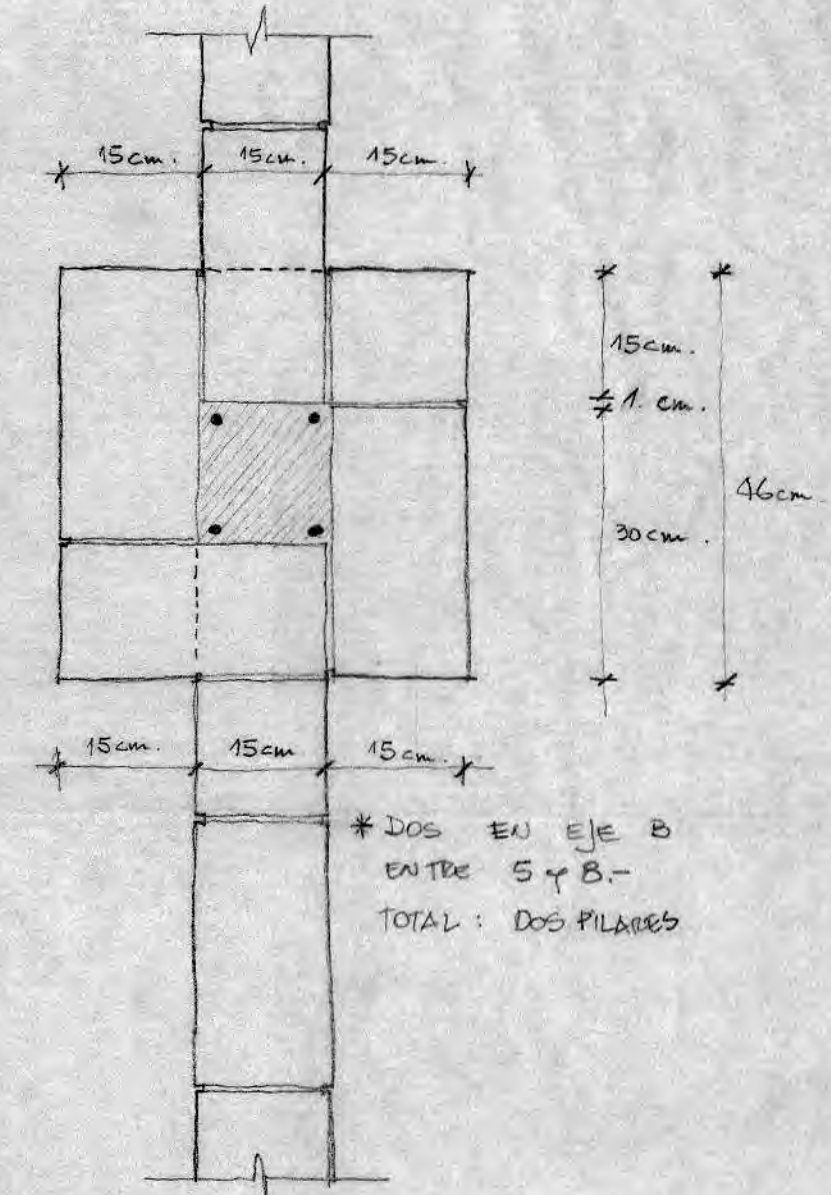 15cm. 15cm. 15cm.
15cm.
1. cm.
46cm
30cm.
15cm. 15cm 15cm.
* DOS EN EJE B
ENTRE 5 y 8.-
TOTAL: DOS PILARES